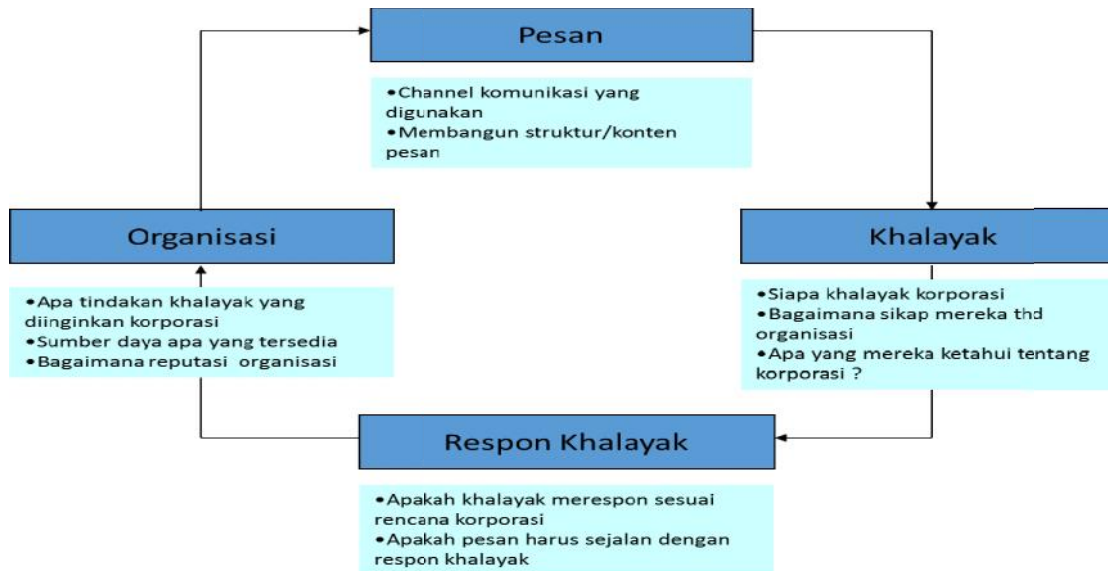 Pesan
•Channel komunikasi yang
digunakan
•Membangun struktur/konten
pesan
Organisasi
•Apa tindakan khalayak yang
diinginkan korporasi
•Sumber daya apa yang tersedia
•Bagaimana reputasi organisasi
Khalayak
•Siapa khalayak korporasi
•Bagaimana sikap mereka thd
organisasi
•Apa yang mereka ketahui tentang
korporasi ?
Respon Khalayak
•Apakah khalayak merespon sesuai
rencana korporasi
•Apakah pesan harus sejalan dengan
respon khalayak